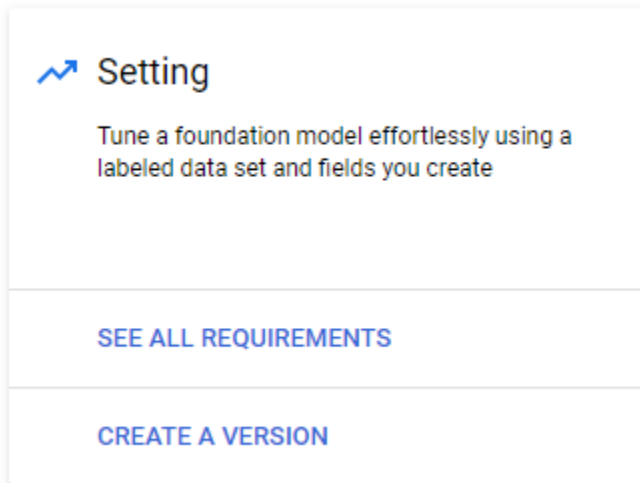 Setting
Tune a foundation model effortlessly using a
labeled data set and fields you create
SEE ALL REQUIREMENTS
CREATE A VERSION